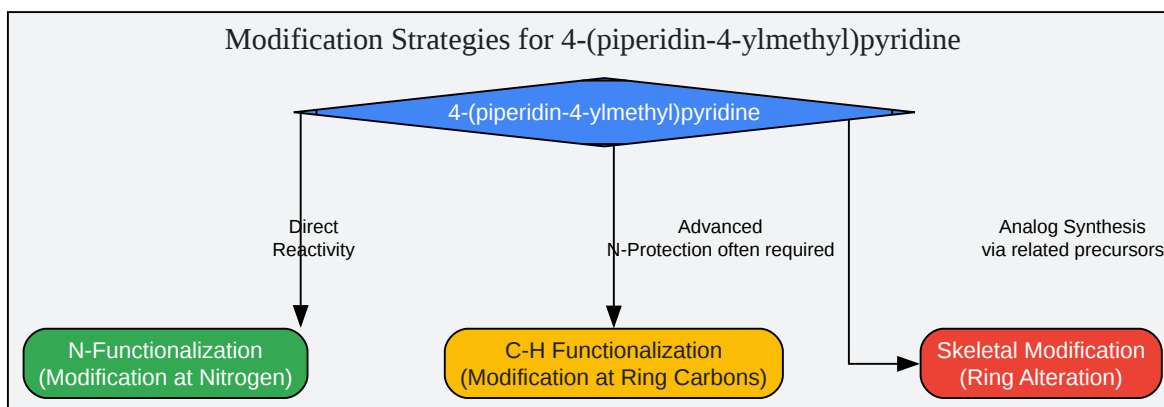 Modification Strategies for 4-(piperidin-4-ylmethyl)pyridine
4-(piperidin-4-ylmethyl)pyridine
Direct
Reactivity
Advanced
N-Protection often required
Analog Synthesis
via related precursors
N-Functionalization
(Modification at Nitrogen)
C-H Functionalization
(Modification at Ring Carbons)
Skeletal Modification
(Ring Alteration)